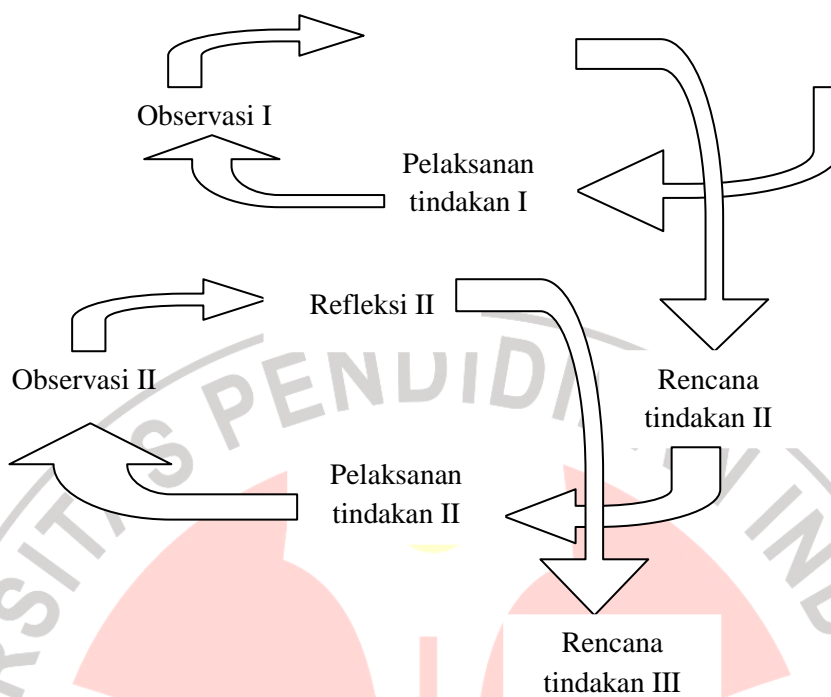 Observasi I
Pelaksanan
tindakan I
Refleksi II
Observasi II
Rencana
tindakan II
Pelaksanan
tindakan II
Rencana
tindakan III